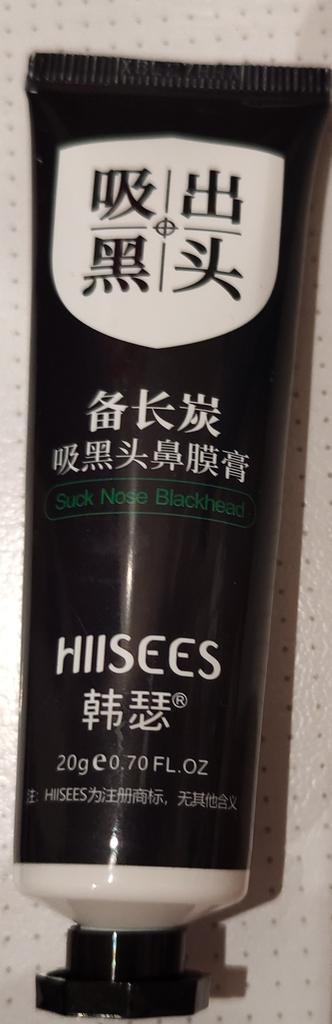 吸出
黑头
备长炭
吸黑头鼻膜膏
Suck Nose Blackhead
HIISEES
韩瑟®
20g℮0.70 FL.OZ
注：HIISEES为注册商标，无其他含义